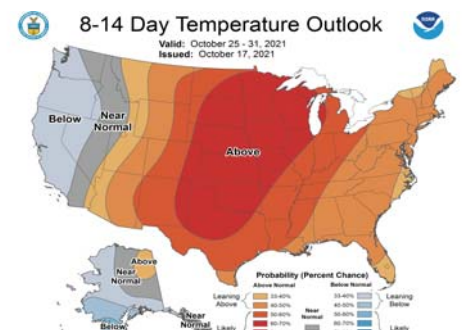 8-14 Day Temperature Outlook
Valid: October 25 - 31, 2021
Issued: October 17, 2021
Below
Near
Normal
Above
Above
Near
Normal
Below
Near
Normal
Probability (Percent Chance)
Above Normal
Below Normal
Leaning
Above
33-40%
40-50%
50-60%
60-70%
Near
Normal
33-40%
40-50%
50-60%
Leaning
Below
Likely
Likely